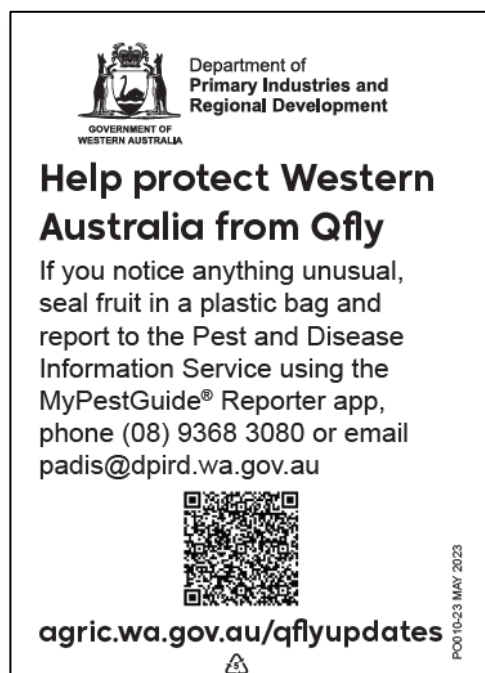 Department of
Primary Industries and
Regional Development
GOVERNMENT OF
WESTERN AUSTRALIA
Help protect Western
Australia from Qfly
If you notice anything unusual,
seal fruit in a plastic bag and
report to the Pest and Disease
Information Service using the
MyPestGuide® Reporter app,
phone (08) 9368 3080 or email
padis@dpird.wa.gov.au
agric.wa.gov.au/qflyupdates
PO010-23 MAY 2023
5